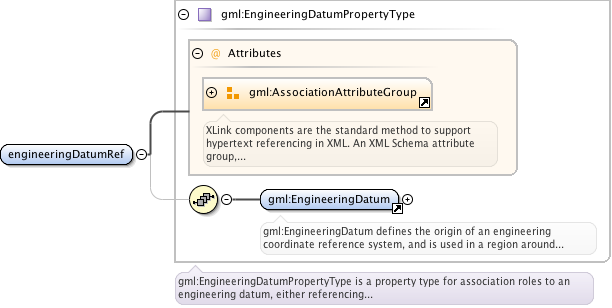 gml:EngineeringDatumPropertyType
@ Attributes
gml:AssociationAttributeGroup
XLink components are the standard method to support
hypertext referencing in XML. An XML Schema attribute
group,...
engineeringDatumRef
gml:EngineeringDatum
gml:EngineeringDatum defines the origin of an engineering
coordinate reference system, and is used in a region around...
gml:EngineeringDatumPropertyType is a property type for association roles to an
engineering datum, either referencing...